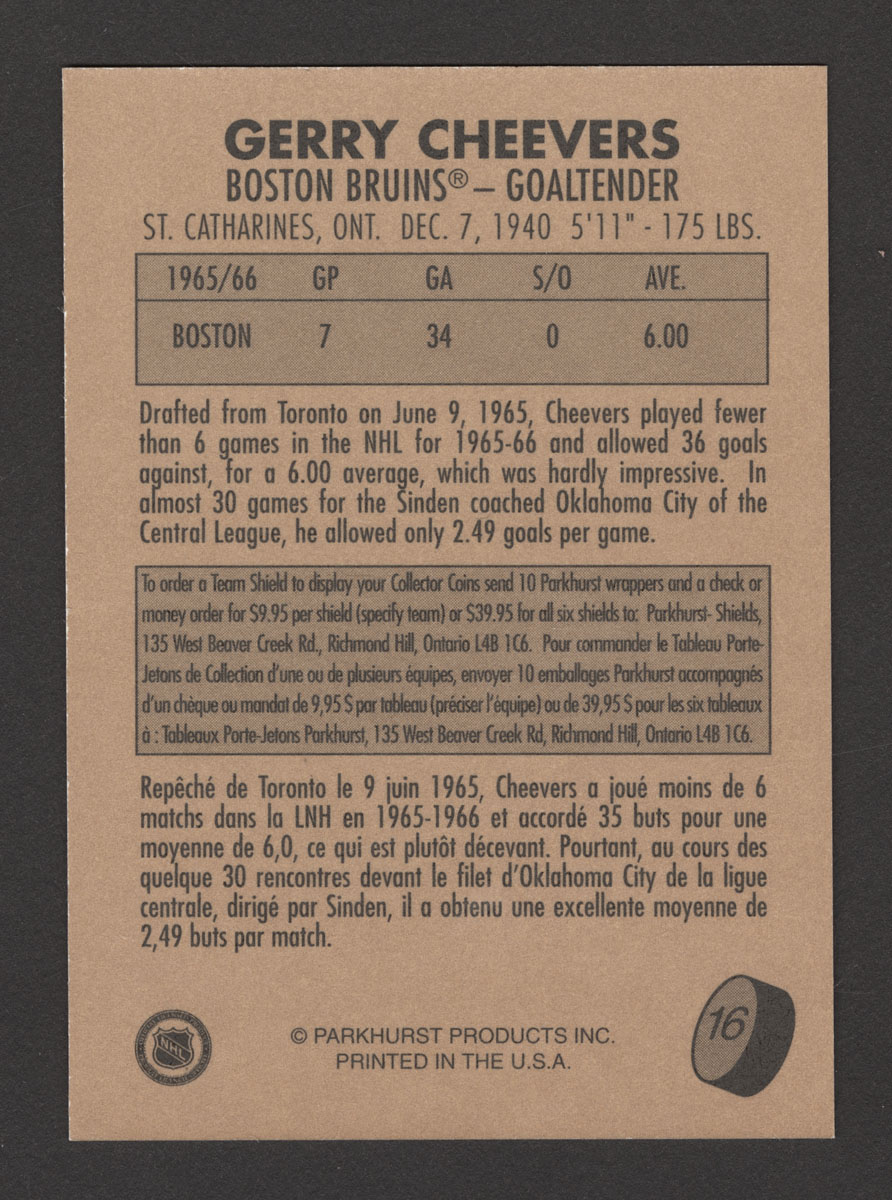 GERRY CHEEVERS
BOSTON BRUINS® – GOALTENDER
ST. CATHARINES, ONT. DEC. 7, 1940 5'11" - 175 LBS.
1965/66 GP GA S/O AVE.
BOSTON 7 34 0 6.00
Drafted from Toronto on June 9, 1965, Cheevers played fewer
than 6 games in the NHL for 1965-66 and allowed 36 goals
against, for a 6.00 average, which was hardly impressive. In
almost 30 games for the Sinden coached Oklahoma City of the
Central League, he allowed only 2.49 goals per game.
To order a Team Shield to display your Collector Coins send 10 Parkhurst wrappers and a check or
money order for $9.95 per shield (specify team) or $39.95 for all six shields to: Parkhurst- Shields,
135 West Beaver Creek Rd., Richmond Hill, Ontario L4B 1C6. Pour commander le Tableau Porte-
Jetons de Collection d'une ou de plusieurs équipes, envoyer 10 emballages Parkhurst accompagnés
d'un chèque ou mandat de 9,95 $ par tableau (préciser l'équipe) ou de 39,95 $ pour les six tableaux
à : Tableaux Porte-Jetons Parkhurst, 135 West Beaver Creek Rd, Richmond Hill, Ontario L4B 1C6.
Repêché de Toronto le 9 juin 1965, Cheevers a joué moins de 6
matchs dans la LNH en 1965-1966 et accordé 35 buts pour une
moyenne de 6,0, ce qui est plutôt décevant. Pourtant, au cours des
quelque 30 rencontres devant le filet d'Oklahoma City de la ligue
centrale, dirigé par Sinden, il a obtenu une excellente moyenne de
2,49 buts par match.
NHL
© PARKHURST PRODUCTS INC.
PRINTED IN THE U.S.A.
16